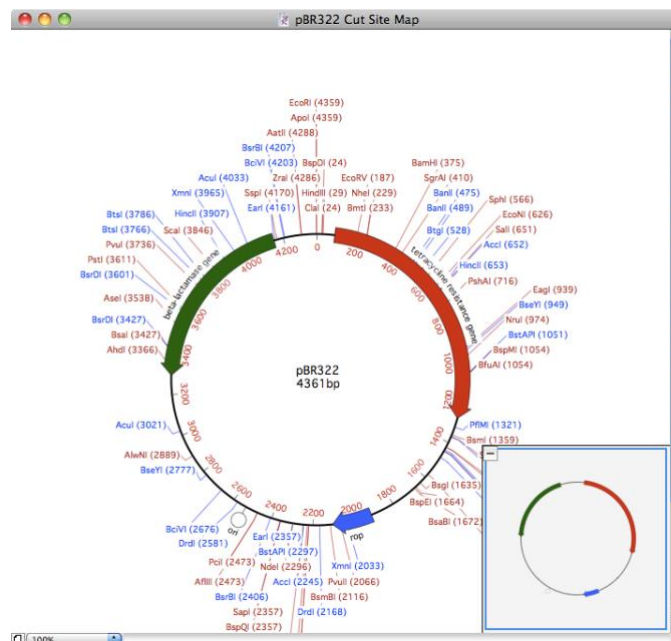 pBR322 Cut Site Map
EcoRI (4359)
ApoI (4359)
AatII (4288)
BsrBI (4207)
BciVI (4203)
BspDI (24)
AcuI (4033)
ZraI (4286)
EcoRV (187)
BamHI (375)
SgrAI (410)
XmnI (3965)
SspI (4170)
HindIII (29)
NheI (229)
BanII (475)
HincII (3907)
EarI (4161)
ClaI (24)
BmtI (233)
BanII (489)
SphI (566)
BtsI (3786)
ScaI (3846)
BtgI (528)
EcoNI (626)
BtsI (3766)
SalI (651)
PvuI (3736)
AccI (652)
PstI (3611)
HincII (653)
BsrDI (3601)
PshAI (716)
AseI (3538)
EagI (939)
BseYI (949)
BsrDI (3427)
NruI (974)
BsaI (3427)
BstAPI (1051)
AhdI (3366)
BspMI (1054)
BfuAI (1054)
beta-lactamase gene
tetracycline resistance gene
0
200
400
600
800
1000
1200
1400
1600
1800
2000
2200
2400
2600
2800
3000
3200
3400
3600
3800
4000
4200
pBR322
4361bp
AcuI (3021)
PflMI (1321)
BsmI (1359)
AlwNI (2889)
BseYI (2777)
BsgI (1635)
BspEI (1664)
BsaBI (1672)
BciVI (2676)
DrdI (2581)
ori
rop
PciI (2473)
AflIII (2473)
BsrBI (2406)
SapI (2357)
BspQI (2357)
EarI (2357)
BstAPI (2297)
NdeI (2296)
AccI (2245)
DrdI (2168)
BsmBI (2116)
PvuII (2066)
XmnI (2033)
100%